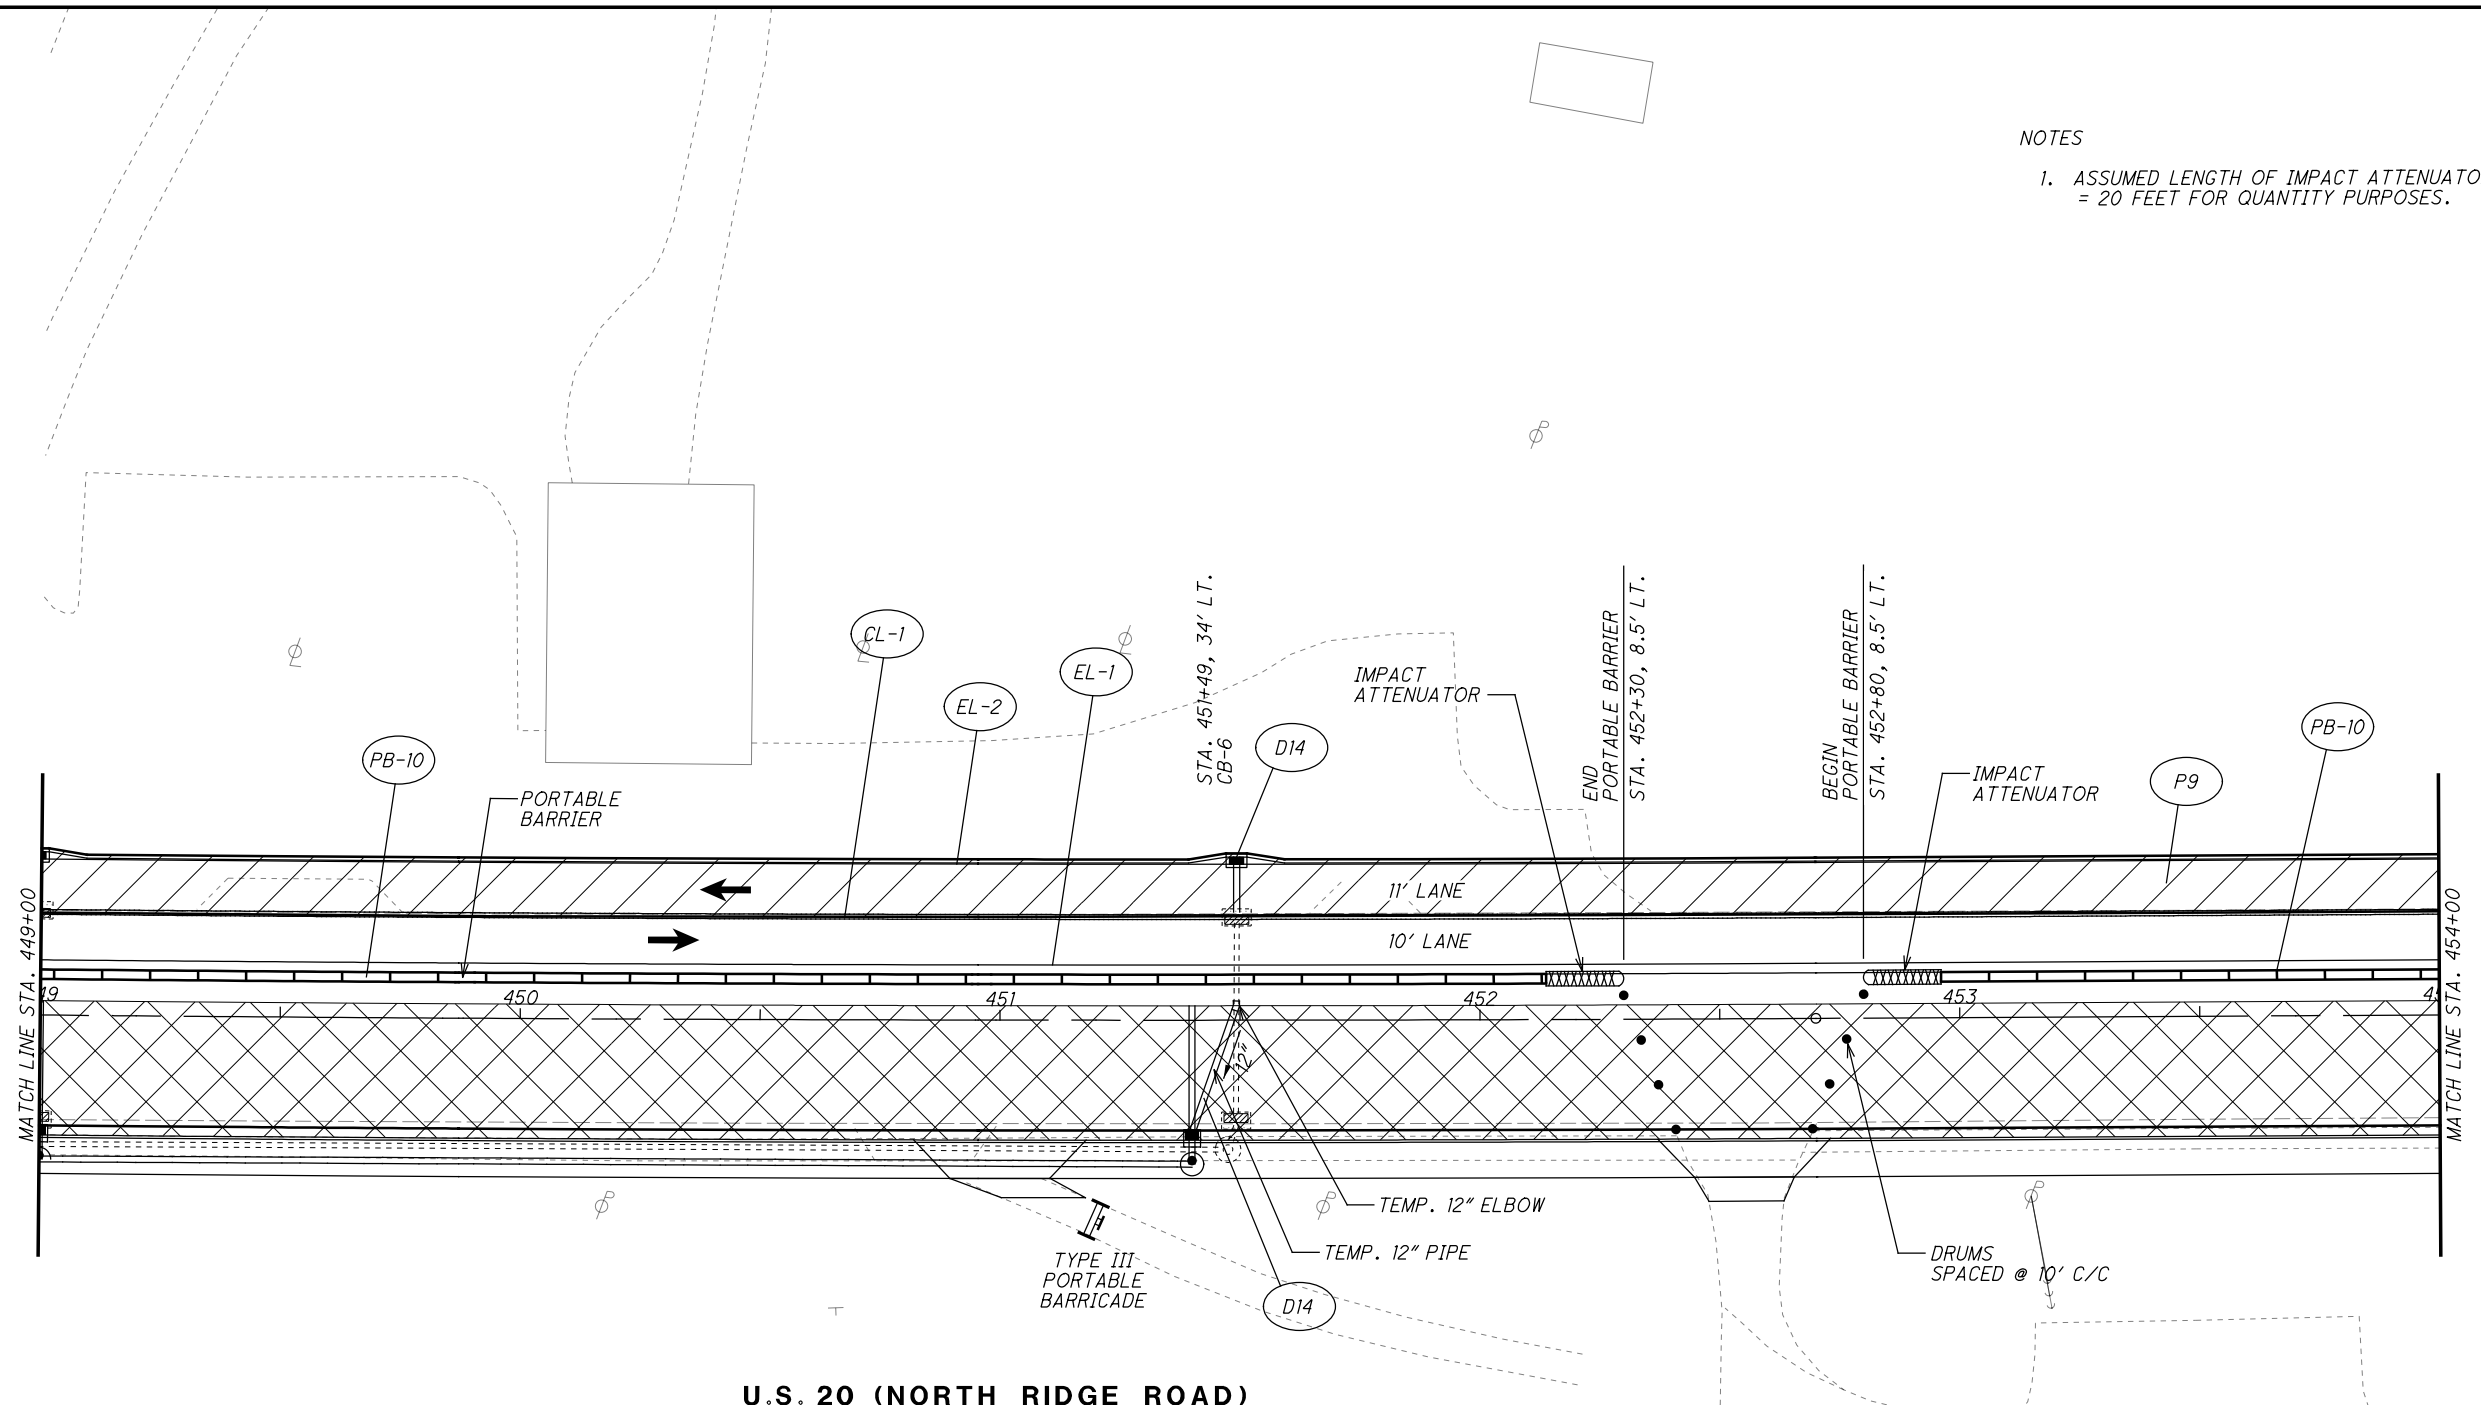 NOTES
1. ASSUMED LENGTH OF IMPACT ATTENUATO
= 20 FEET FOR QUANTITY PURPOSES.
CL-1
EL-2
EL-1
PB-10
PORTABLE
BARRIER
STA. 451+49, 34' LT.
CB-6
D14
IMPACT
ATTENUATOR
END
PORTABLE BARRIER
STA. 452+30, 8.5' LT.
BEGIN
PORTABLE BARRIER
STA. 452+80, 8.5' LT.
IMPACT
ATTENUATOR
P9
PB-10
11' LANE
10' LANE
MATCH LINE STA. 449+00
450
451
452
453
MATCH LINE STA. 454+00
12"
TEMP. 12" ELBOW
TEMP. 12" PIPE
D14
TYPE III
PORTABLE
BARRICADE
DRUMS
SPACED @ 10' C/C
U.S. 20 (NORTH RIDGE ROAD)